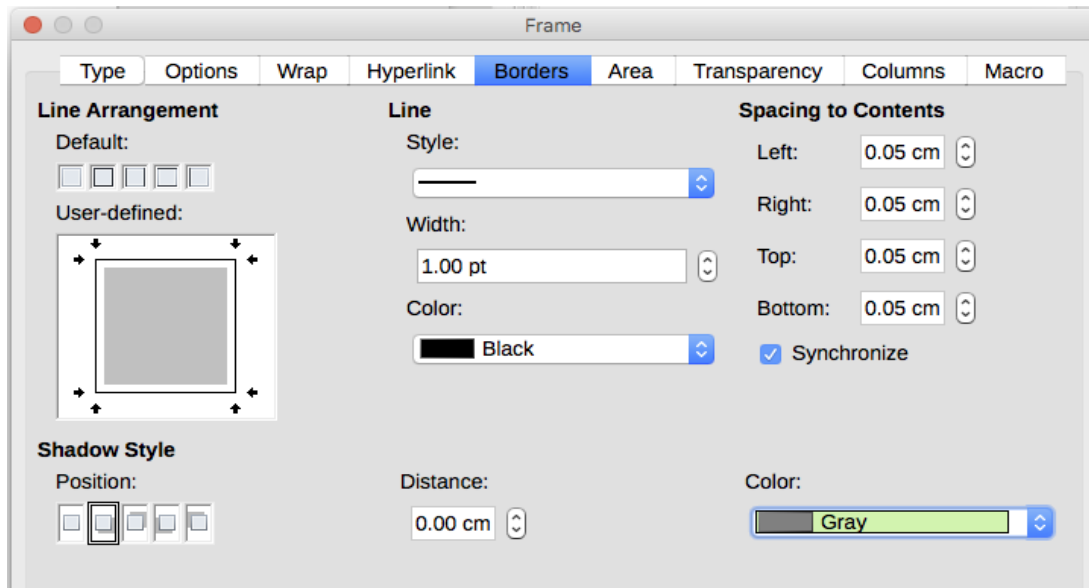 Frame
Type Options Wrap Hyperlink Borders Area Transparency Columns Macro
Line Arrangement
Default:
User-defined:
Line
Style:
Width:
1.00 pt
Color:
Black
Spacing to Contents
Left: 0.05 cm
Right: 0.05 cm
Top: 0.05 cm
Bottom: 0.05 cm
Synchronize
Shadow Style
Position:
Distance:
0.00 cm
Color:
Gray